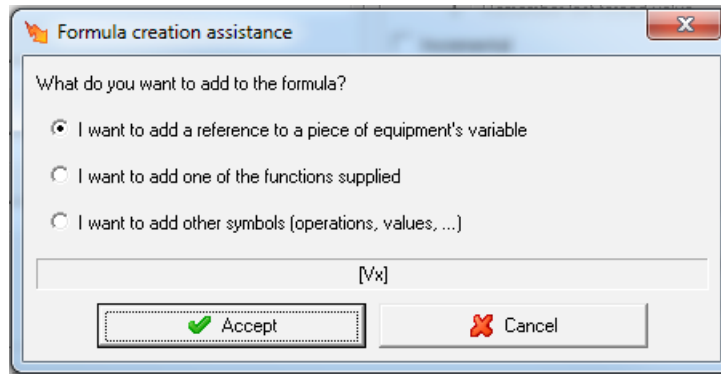 Formula creation assistance
What do you want to add to the formula?
I want to add a reference to a piece of equipment's variable
I want to add one of the functions supplied
I want to add other symbols (operations, values, ...)
[Vx]
Accept
Cancel